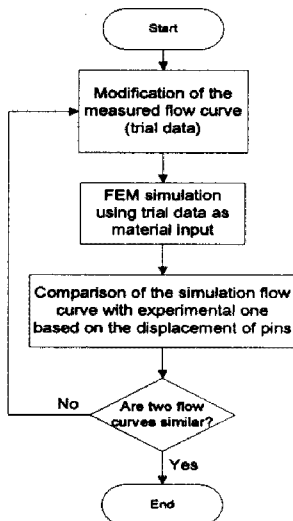 Start
Modification of the
measured flow curve
(trial data)
FEM simulation
using trial data as
material input
Comparison of the simulation flow
curve with experimental one
based on the displacement of pins
No
Are two flow
curves similar?
Yes
End